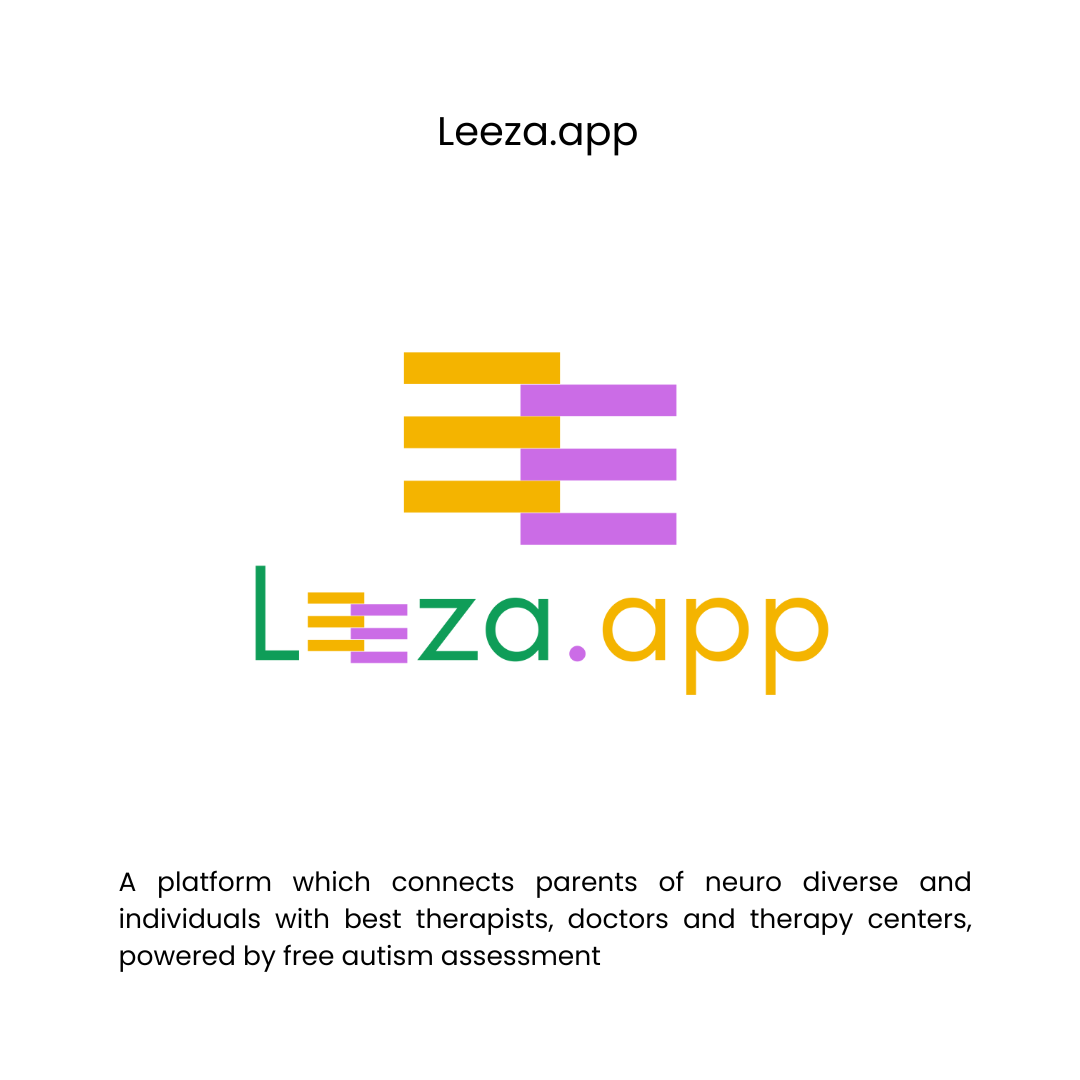 Leeza.app
Leeza.app
A platform which connects parents of neuro diverse and
individuals with best therapists, doctors and therapy centers,
powered by free autism assessment